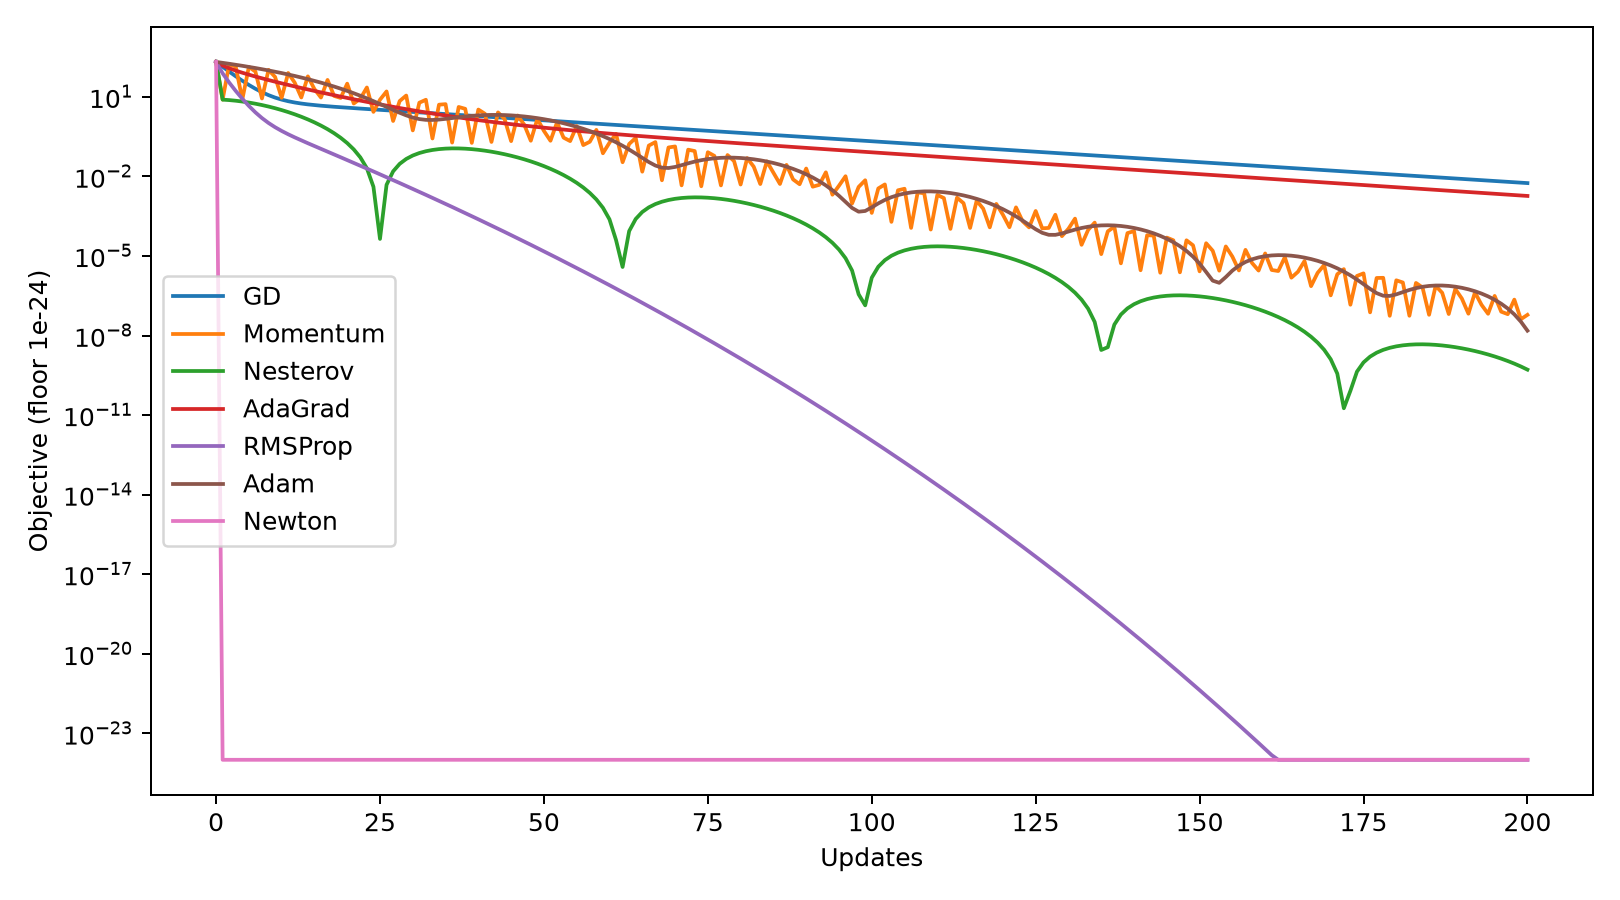 10^1
10^−2
10^−5
10^−8
10^−11
10^−14
10^−17
10^−20
10^−23
Objective (floor 1e-24)
GD
Momentum
Nesterov
AdaGrad
RMSProp
Adam
Newton
0 25 50 75 100 125 150 175 200
Updates